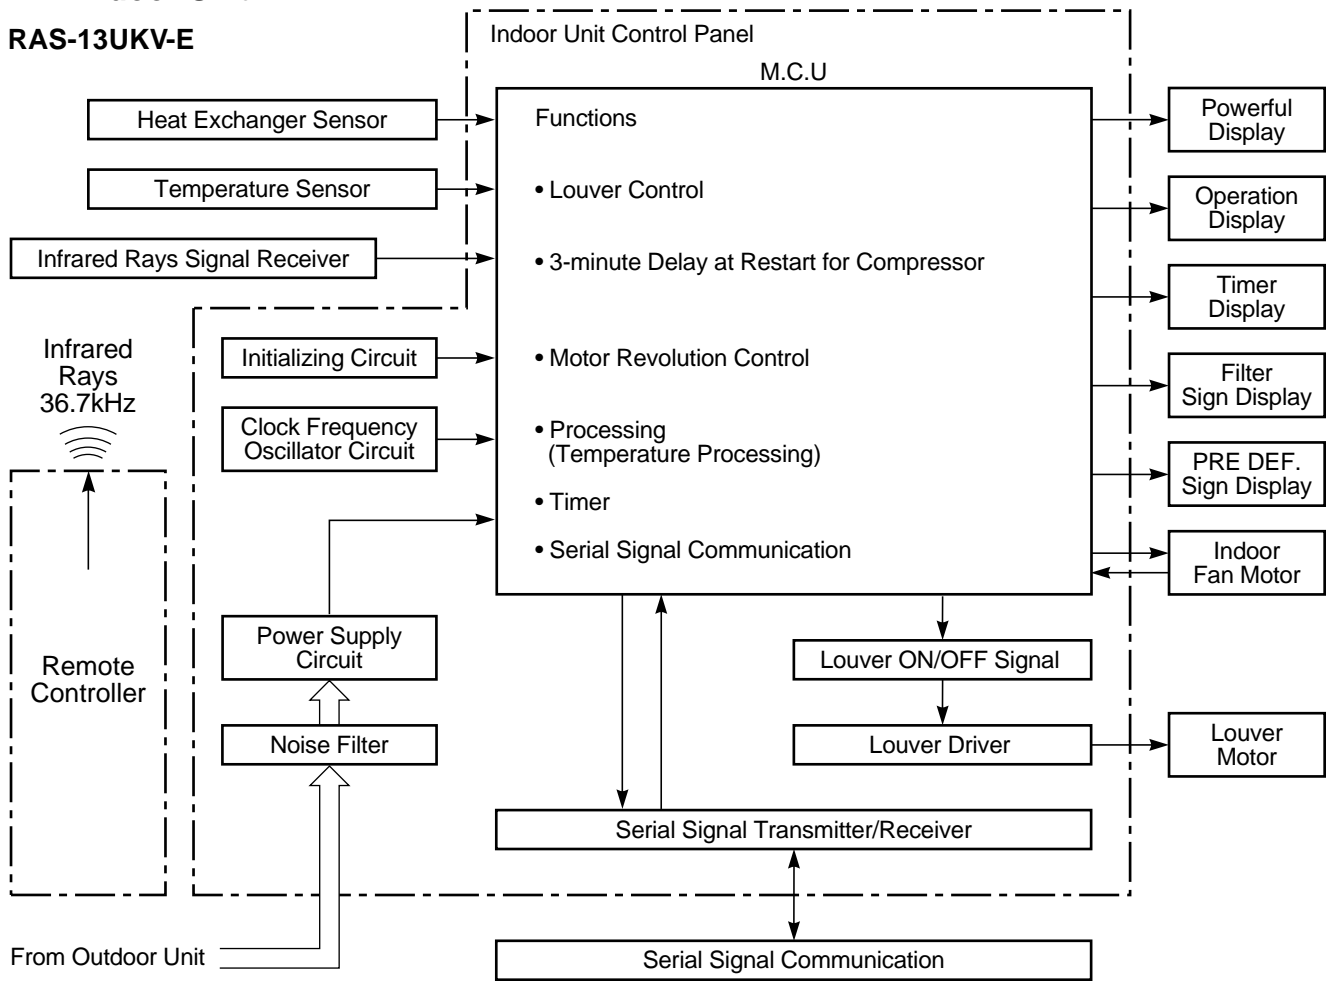 RAS-13UKV-E
Indoor Unit Control Panel
M.C.U
Heat Exchanger Sensor
Temperature Sensor
Infrared Rays Signal Receiver
Initializing Circuit
Clock Frequency
Oscillator Circuit
Power Supply
Circuit
Noise Filter
From Outdoor Unit
Infrared
Rays
36.7kHz
Remote
Controller
Functions
• Louver Control
• 3-minute Delay at Restart for Compressor
• Motor Revolution Control
• Processing
(Temperature Processing)
• Timer
• Serial Signal Communication
Louver ON/OFF Signal
Louver Driver
Serial Signal Transmitter/Receiver
Serial Signal Communication
Powerful
Display
Operation
Display
Timer
Display
Filter
Sign Display
PRE DEF.
Sign Display
Indoor
Fan Motor
Louver
Motor